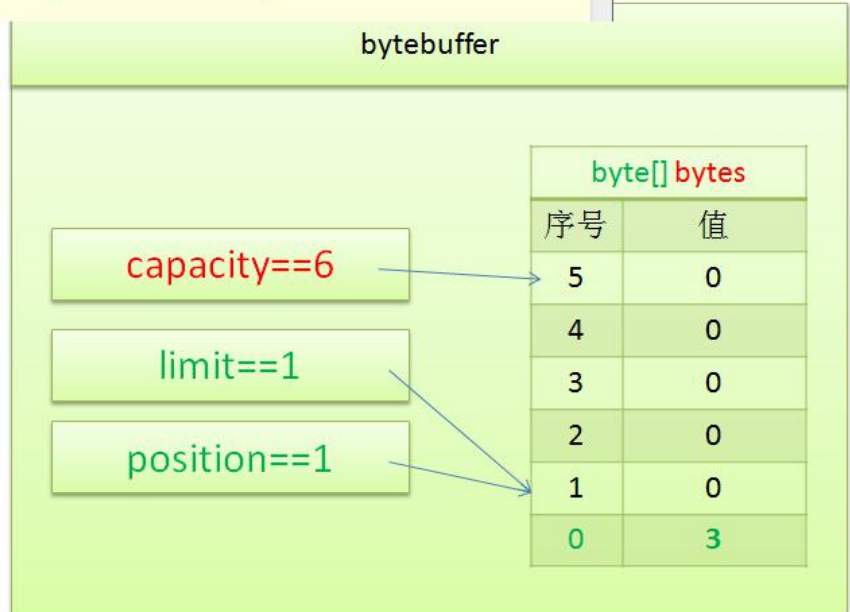 bytebuffer
byte[] bytes
序号 值
capacity==6
5 0
4 0
limit==1
3 0
2 0
position==1
1 0
0 3